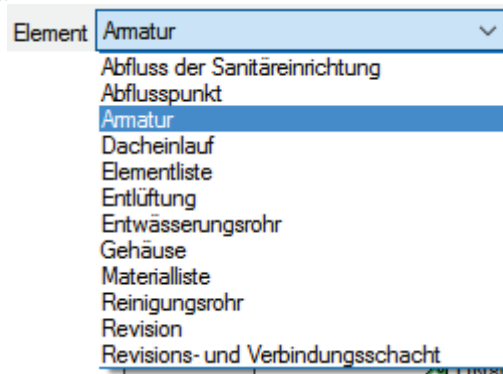 Element Armatur
Abfluss der Sanitäreinrichtung
Abflusspunkt
Armatur
Dacheinlauf
Elementliste
Entlüftung
Entwässerungsrohr
Gehäuse
Materialliste
Reinigungsrohr
Revision
Revisions- und Verbindungsschacht